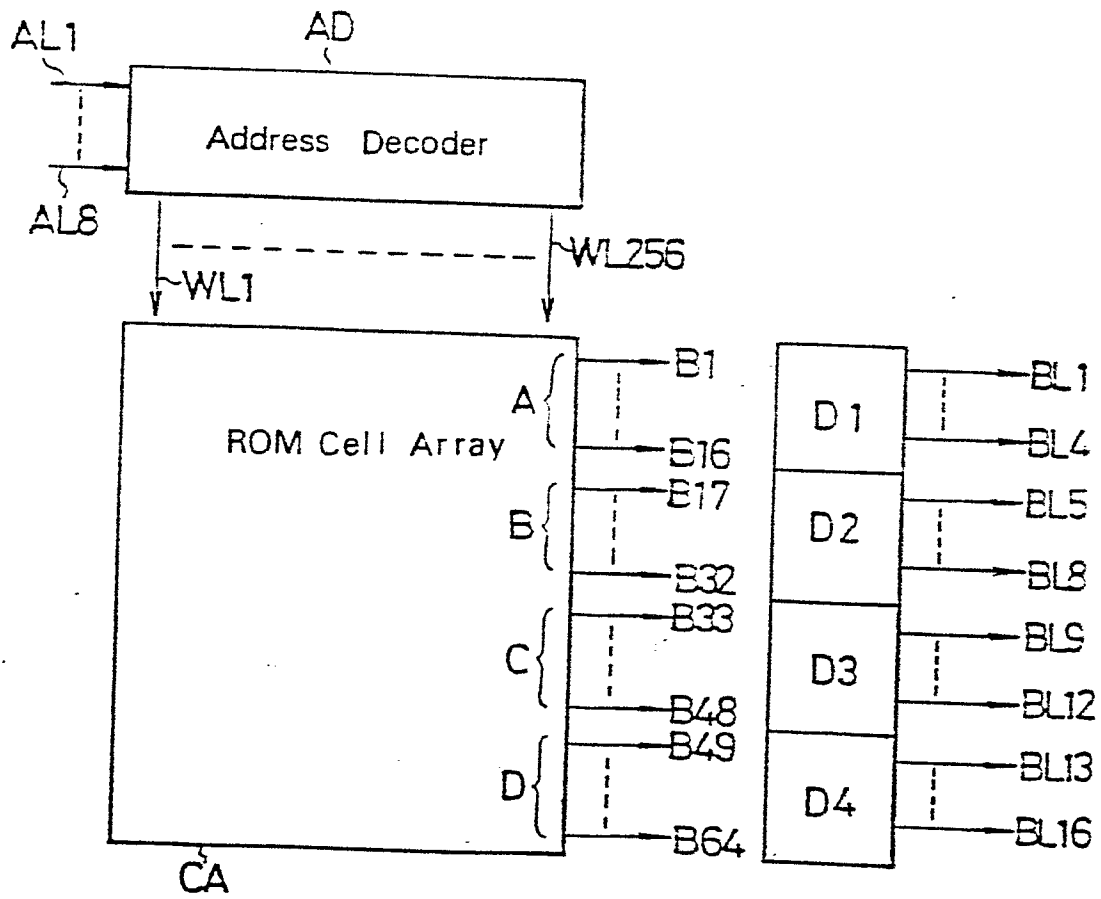 AL1
AD
Address Decoder
AL8
WL256
WL1
B1
A
ROM Cell Array
B16
B17
B
B32
B33
C
B48
B49
D
B64
CA
D1
BL1
BL4
D2
BL5
BL8
D3
BL9
BL12
D4
BL13
BL16